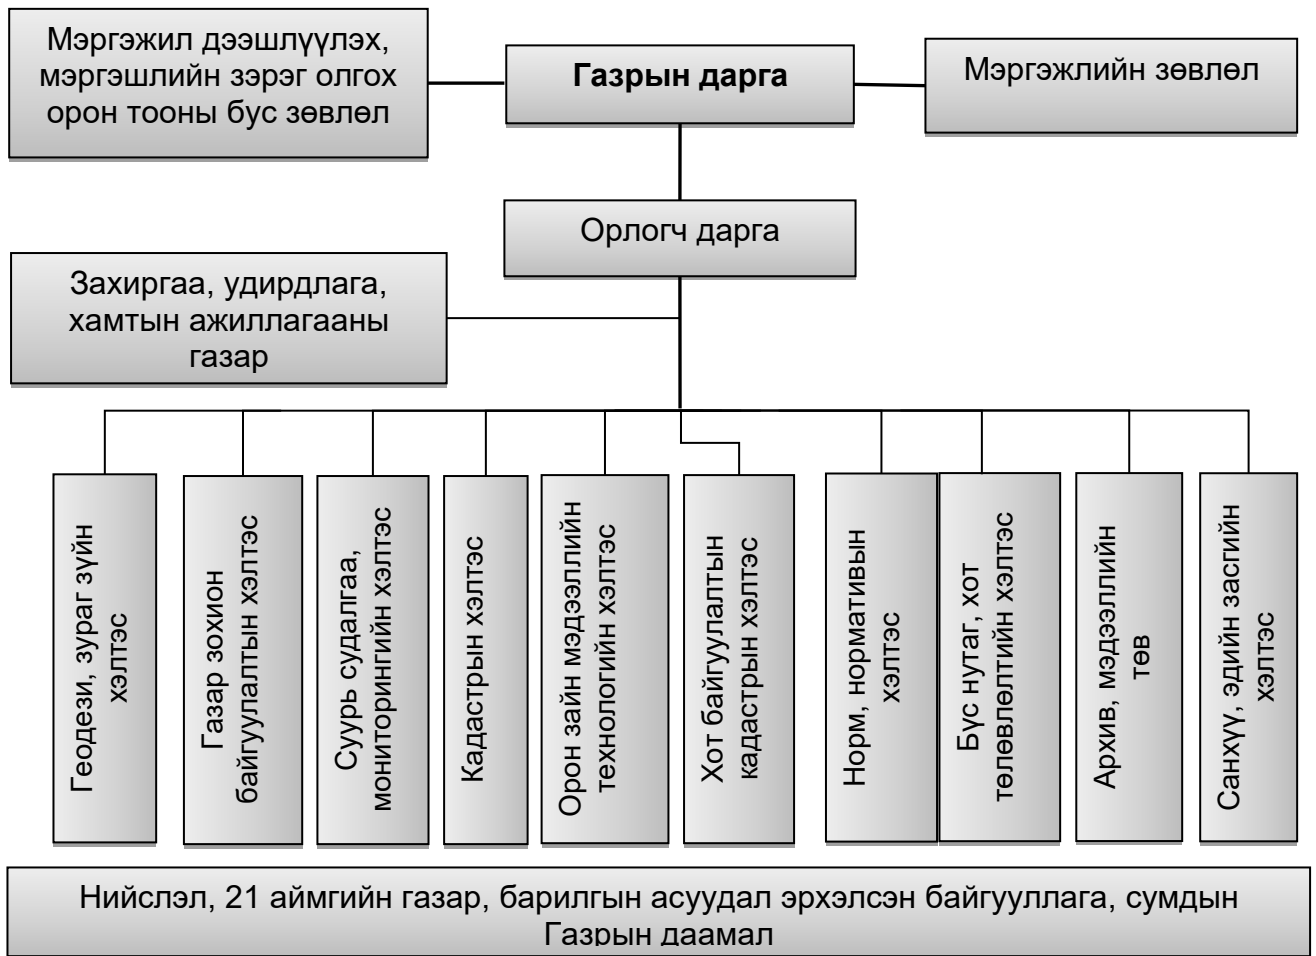 Мэргэжил дээшлүүлэх,
мэргэшлийн зэрэг олгох
орон тооны бус зөвлөл
Газрын дарга
Мэргэжлийн зөвлөл
Орлогч дарга
Захиргаа, удирдлага,
хамтын ажиллагааны
газар
Геодези, зураг зүйн
хэлтэс
Газар зохион
байгуулалтын хэлтэс
Суурь судалгаа,
мониторингийн хэлтэс
Кадастрын хэлтэс
Орон зайн мэдээллийн
технологийн хэлтэс
Хот байгуулалтын
кадастрын хэлтэс
Норм, нормативын
хэлтэс
Бүс нутаг, хот
төлөвлөлтийн хэлтэс
Архив, мэдээллийн
төв
Санхүү, эдийн засгийн
хэлтэс
Нийслэл, 21 аймгийн газар, барилгын асуудал эрхэлсэн байгууллага, сумдын
Газрын даамал